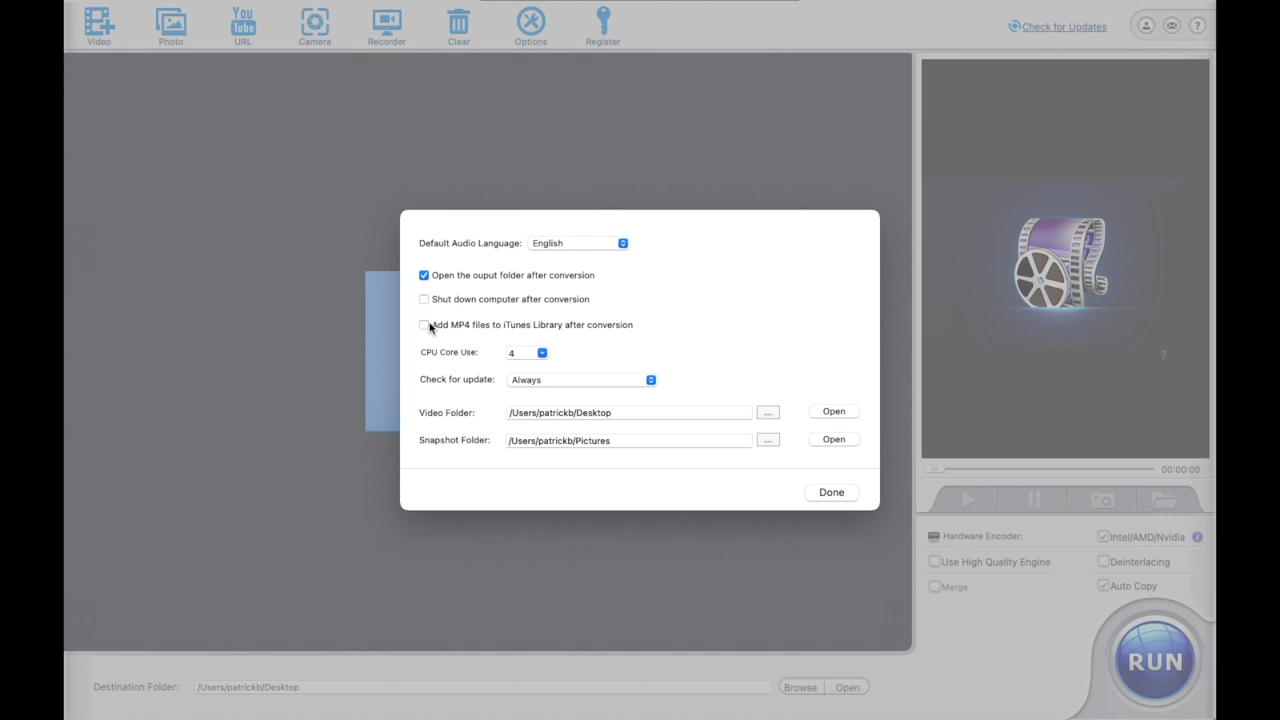 Video
Photo
You Tube
URL
Camera
Recorder
Clear
Options
Register
Check for Updates
?
Default Audio Language: English
Open the ouput folder after conversion
Shut down computer after conversion
Add MP4 files to iTunes Library after conversion
CPU Core Use: 4
Check for update: Always
Video Folder: /Users/patrickb/Desktop ... Open
Snapshot Folder: /Users/patrickb/Pictures ... Open
Done
?
00:00:00
Hardware Encoder: Intel/AMD/Nvidia i
Use High Quality Engine Deinterlacing
Merge Auto Copy
RUN
Destination Folder: /Users/patrickb/Desktop Browse Open